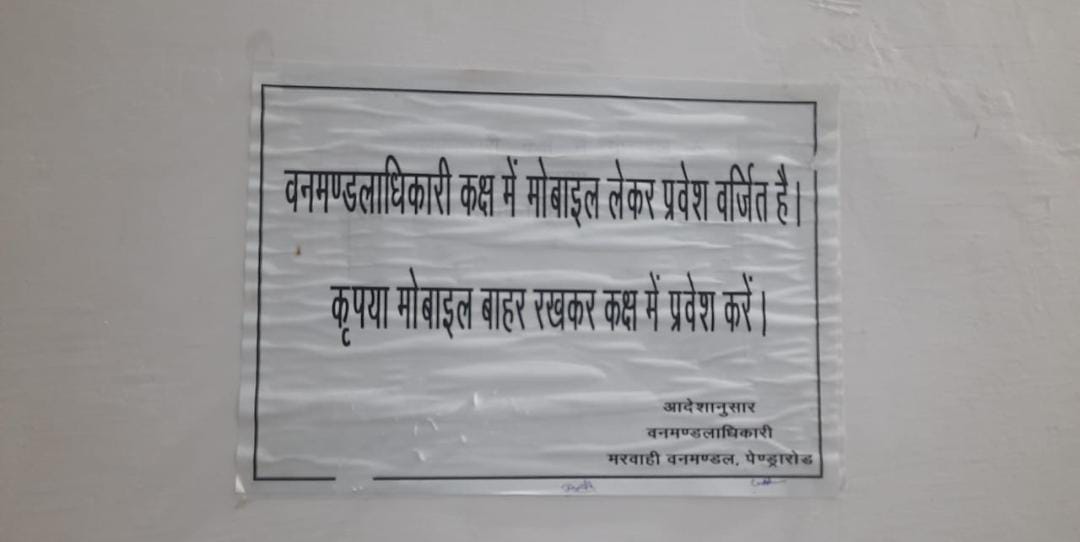 वनमण्डलाधिकारी कक्ष में मोबाइल लेकर प्रवेश वर्जित है।
कृपया मोबाइल बाहर रखकर कक्ष में प्रवेश करें।
आदेशानुसार
वनमण्डलाधिकारी
मरवाही वनमण्डल, पेण्ड्रारोड